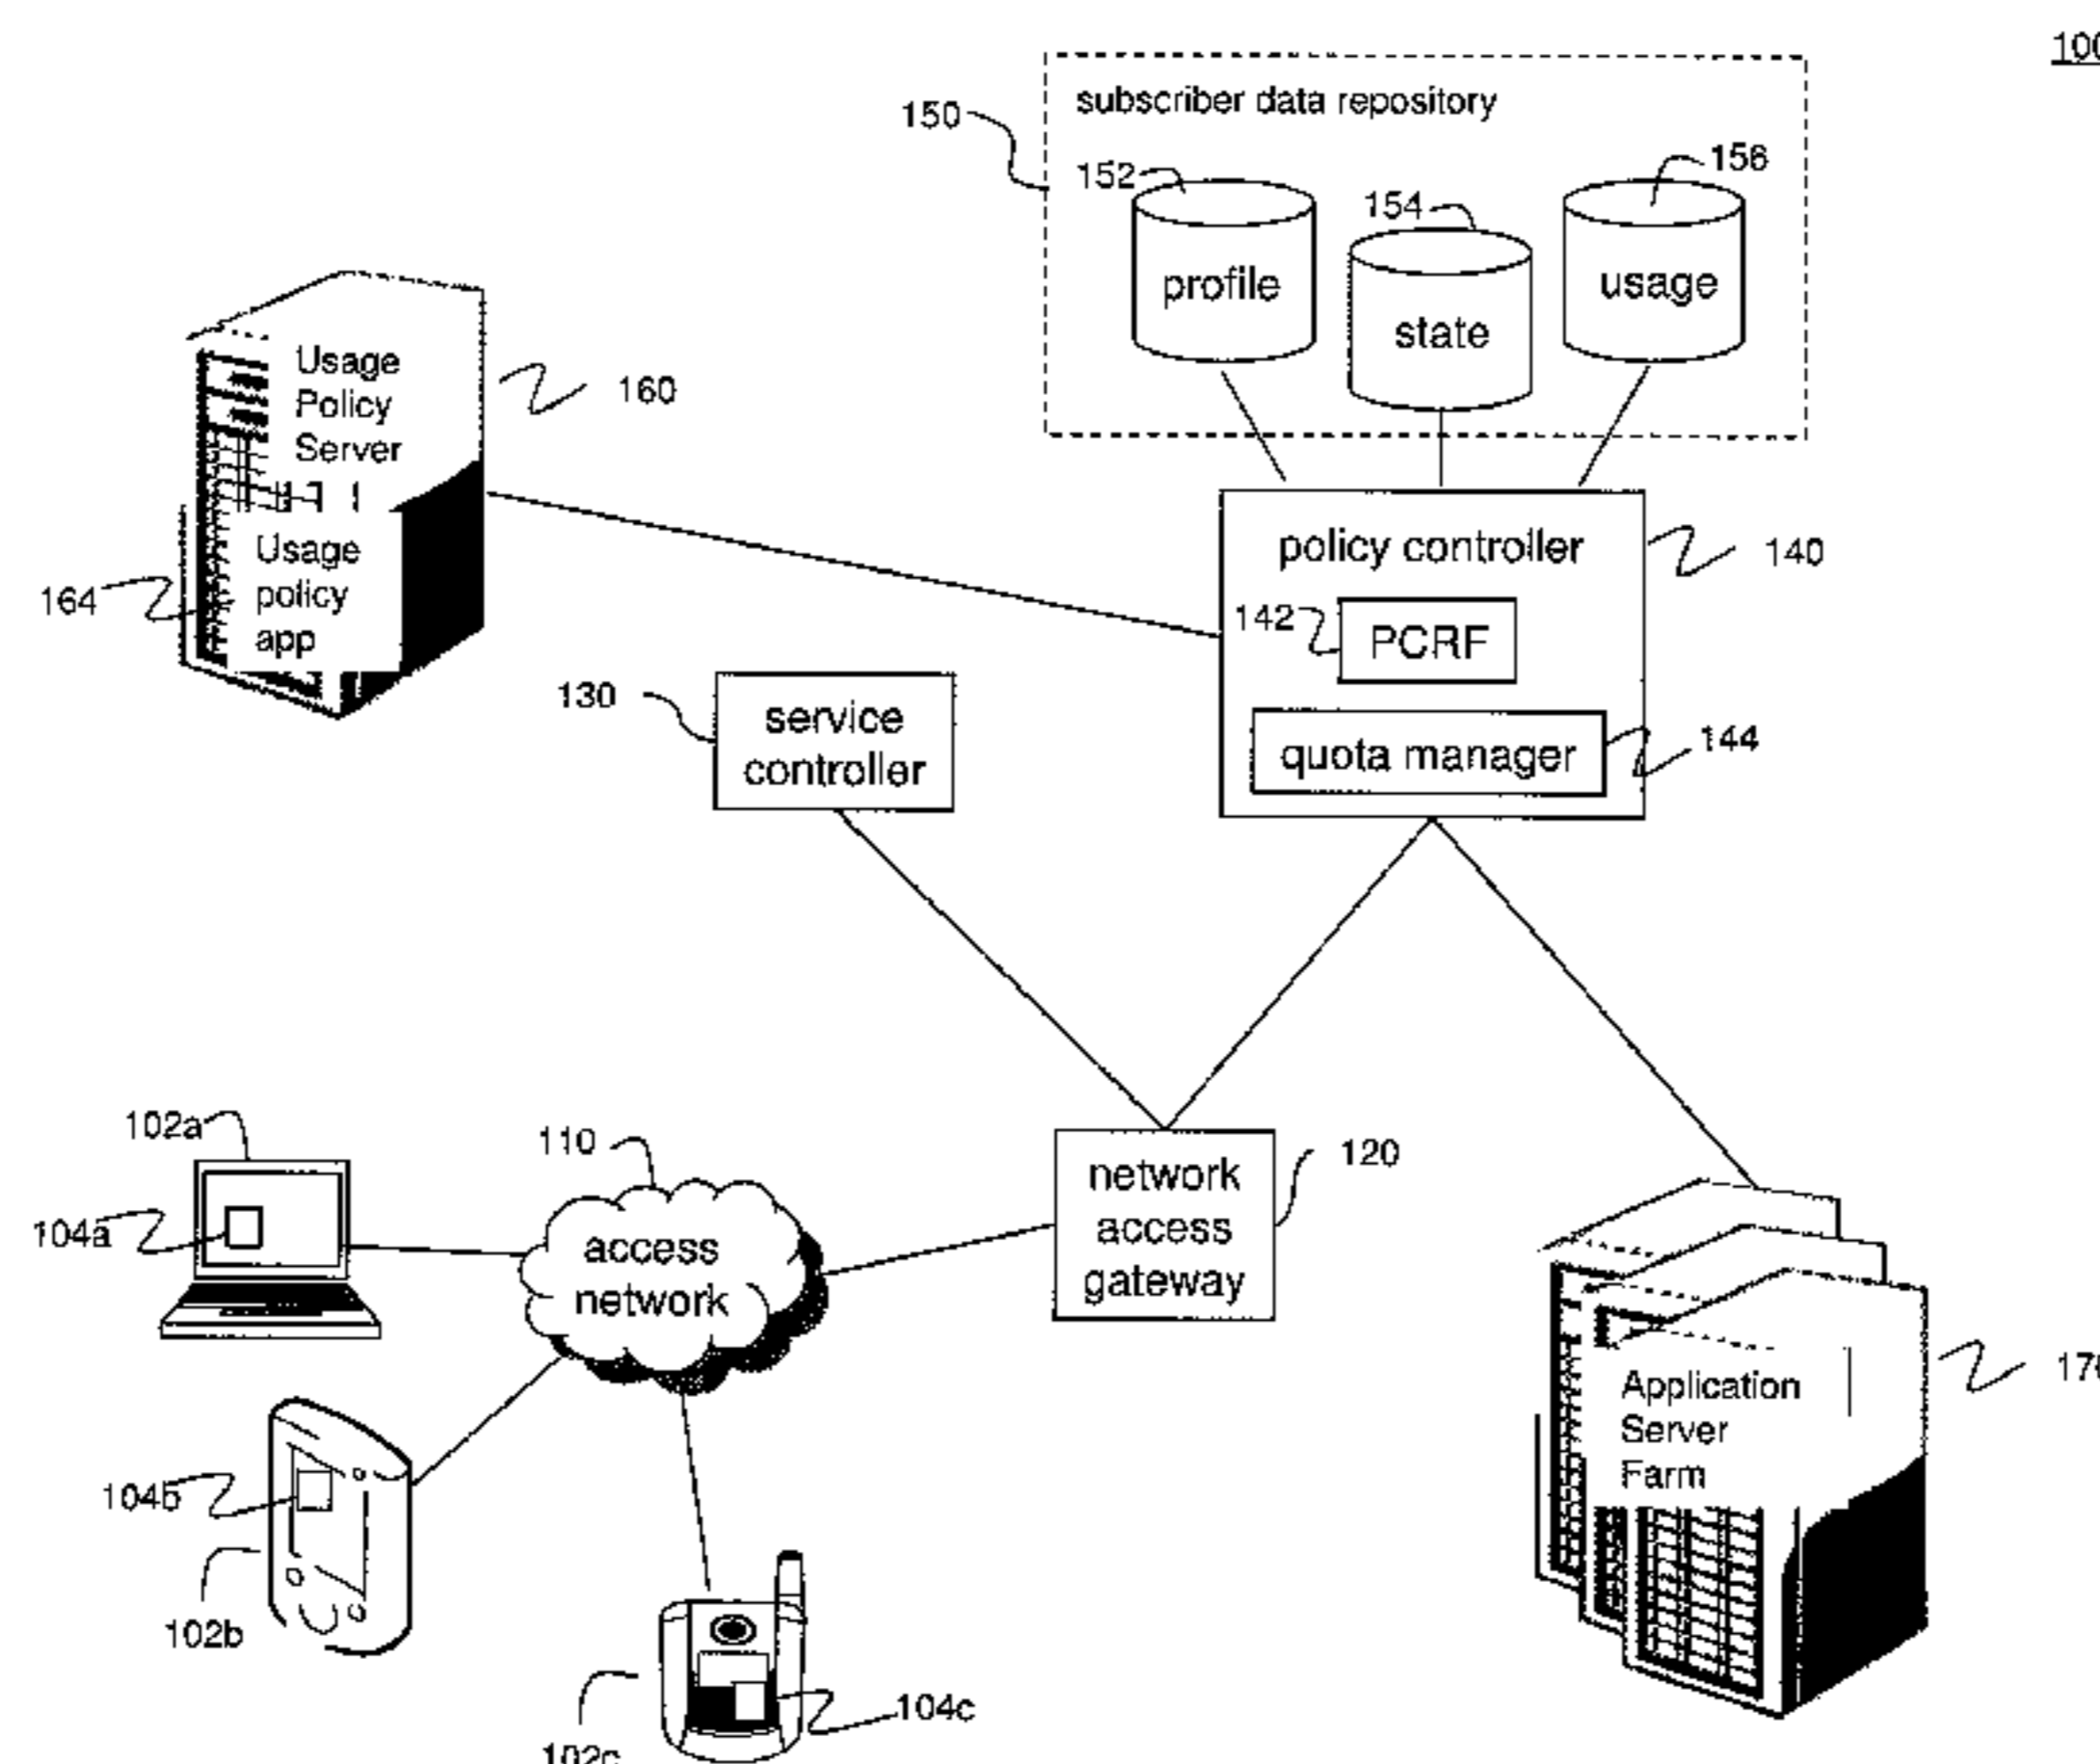 100
subscriber data repository
150
152
154
156
profile
state
usage
Usage
Policy
Server
160
Usage
policy
app
164
policy controller
140
142
PCRF
quota manager
144
130
service
controller
102a
104a
110
access
network
network
access
gateway
120
Application
Server
Farm
104b
102b
104c
102c